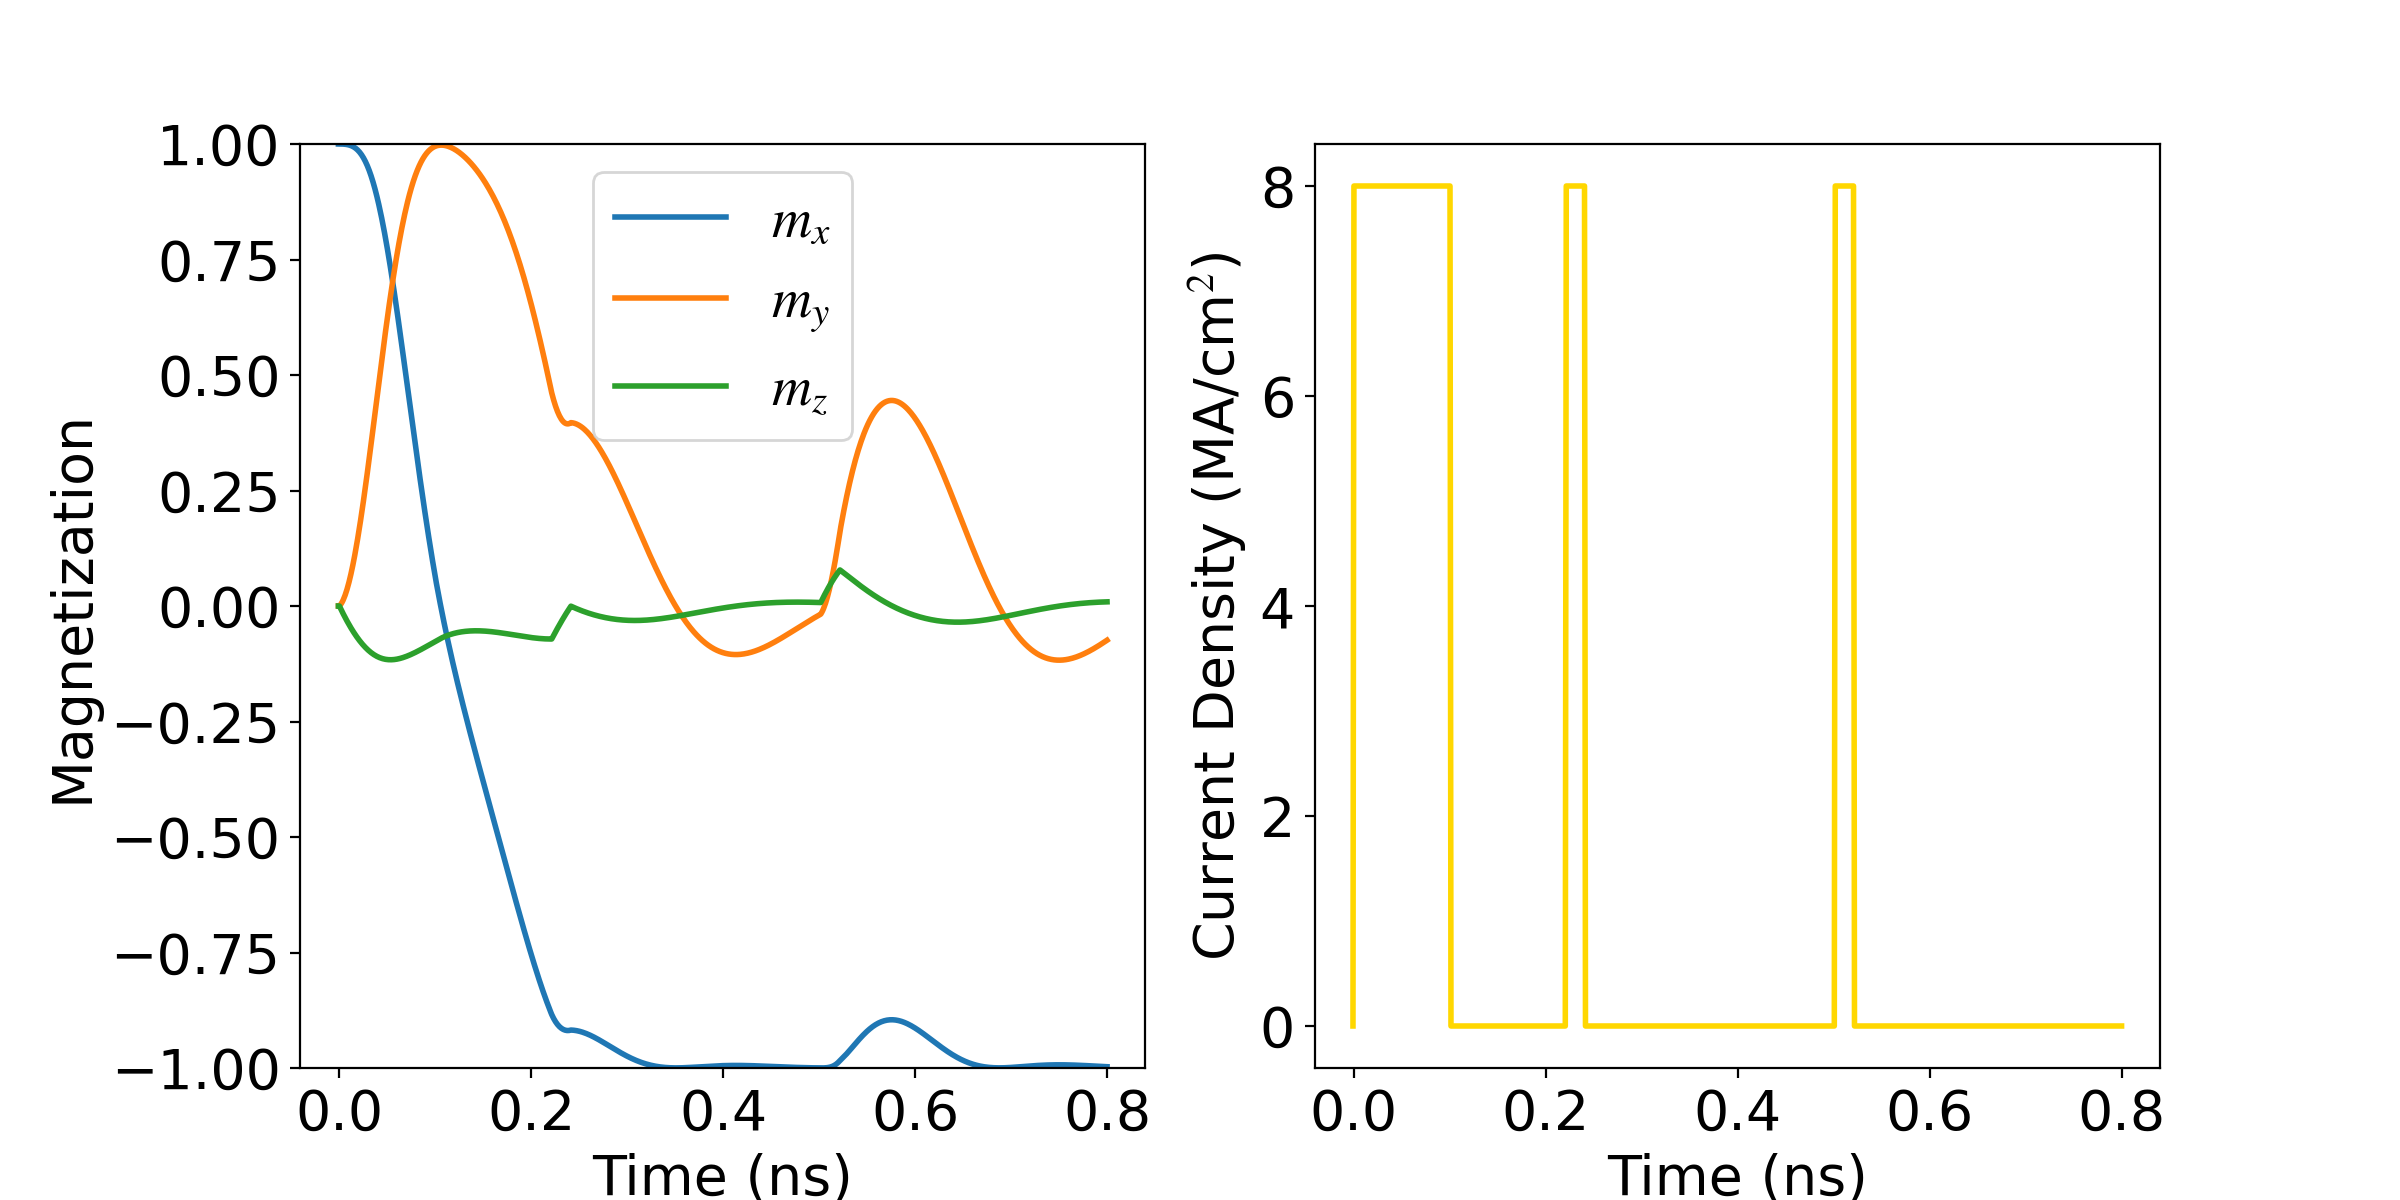 Magnetization
1.00
0.75
0.50
0.25
0.00
−0.25
−0.50
−0.75
−1.00
0.0 0.2 0.4 0.6 0.8
Time (ns)
m_x
m_y
m_z
Current Density (MA/cm²)
8
6
4
2
0
0.0 0.2 0.4 0.6 0.8
Time (ns)